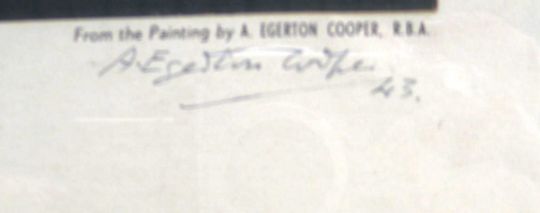 From the Painting by A. EGERTON COOPER, R.B.A.
A. Egerton Cooper
43.